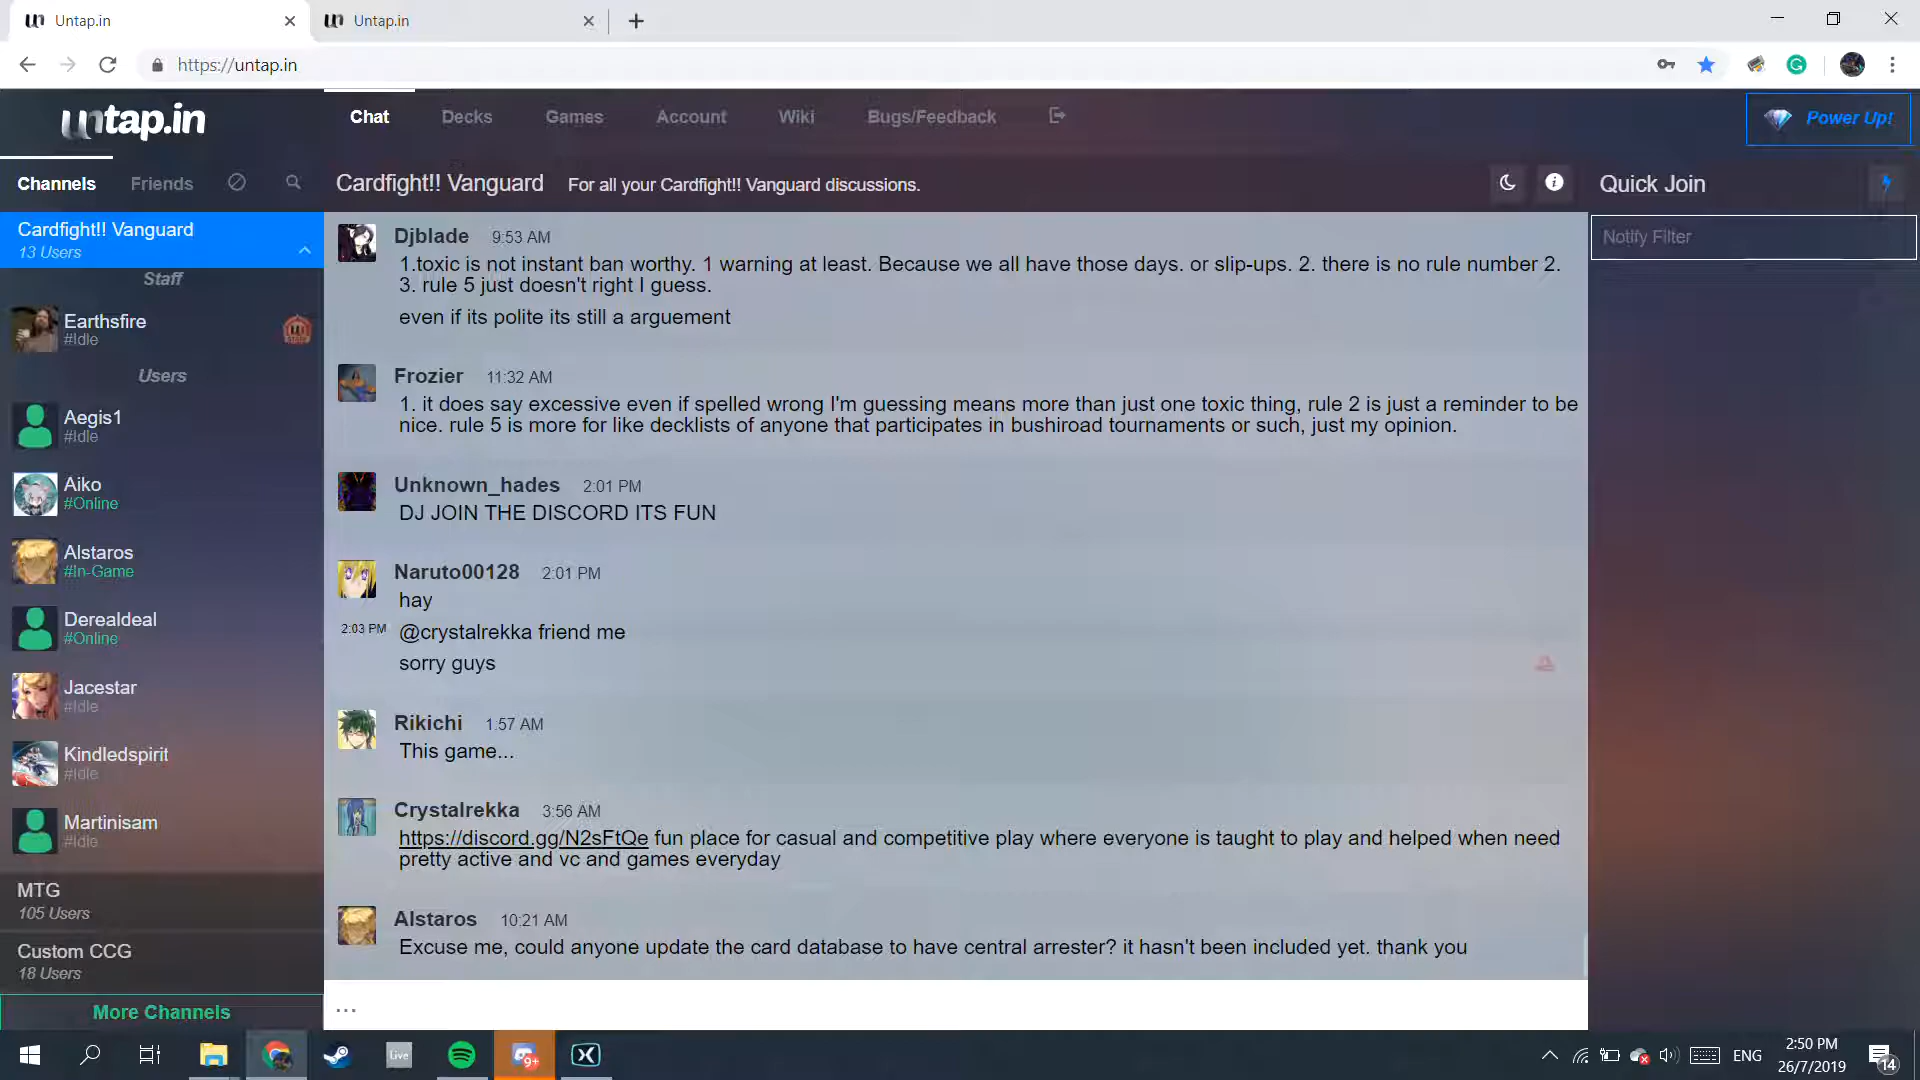 Untap.in
Untap.in
https://untap.in
untap.in
Chat
Decks
Games
Account
Wiki
Bugs/Feedback
Power Up!
Channels
Friends
Cardfight!! Vanguard
For all your Cardfight!! Vanguard discussions.
Quick Join
Notify Filter
Cardfight!! Vanguard
13 Users
Staff
Earthsfire
#Idle
Users
Aegis1
#Idle
Aiko
#Online
Alstaros
#In-Game
Derealdeal
#Online
Jacestar
#Idle
Kindledspirit
#Idle
Martinisam
#Idle
MTG
105 Users
Custom CCG
18 Users
More Channels
Djblade 9:53 AM
1.toxic is not instant ban worthy. 1 warning at least. Because we all have those days. or slip-ups. 2. there is no rule number 2.
3. rule 5 just doesn't right I guess.
even if its polite its still a arguement
Frozier 11:32 AM
1. it does say excessive even if spelled wrong I'm guessing means more than just one toxic thing, rule 2 is just a reminder to be
nice. rule 5 is more for like decklists of anyone that participates in bushiroad tournaments or such, just my opinion.
Unknown_hades 2:01 PM
DJ JOIN THE DISCORD ITS FUN
Naruto00128 2:01 PM
hay
2:03 PM @crystalrekka friend me
sorry guys
Rikichi 1:57 AM
This game...
Crystalrekka 3:56 AM
https://discord.gg/N2sFtQe fun place for casual and competitive play where everyone is taught to play and helped when need
pretty active and vc and games everyday
Alstaros 10:21 AM
Excuse me, could anyone update the card database to have central arrester? it hasn't been included yet. thank you
...
Live
9+
ENG
2:50 PM
26/7/2019
14